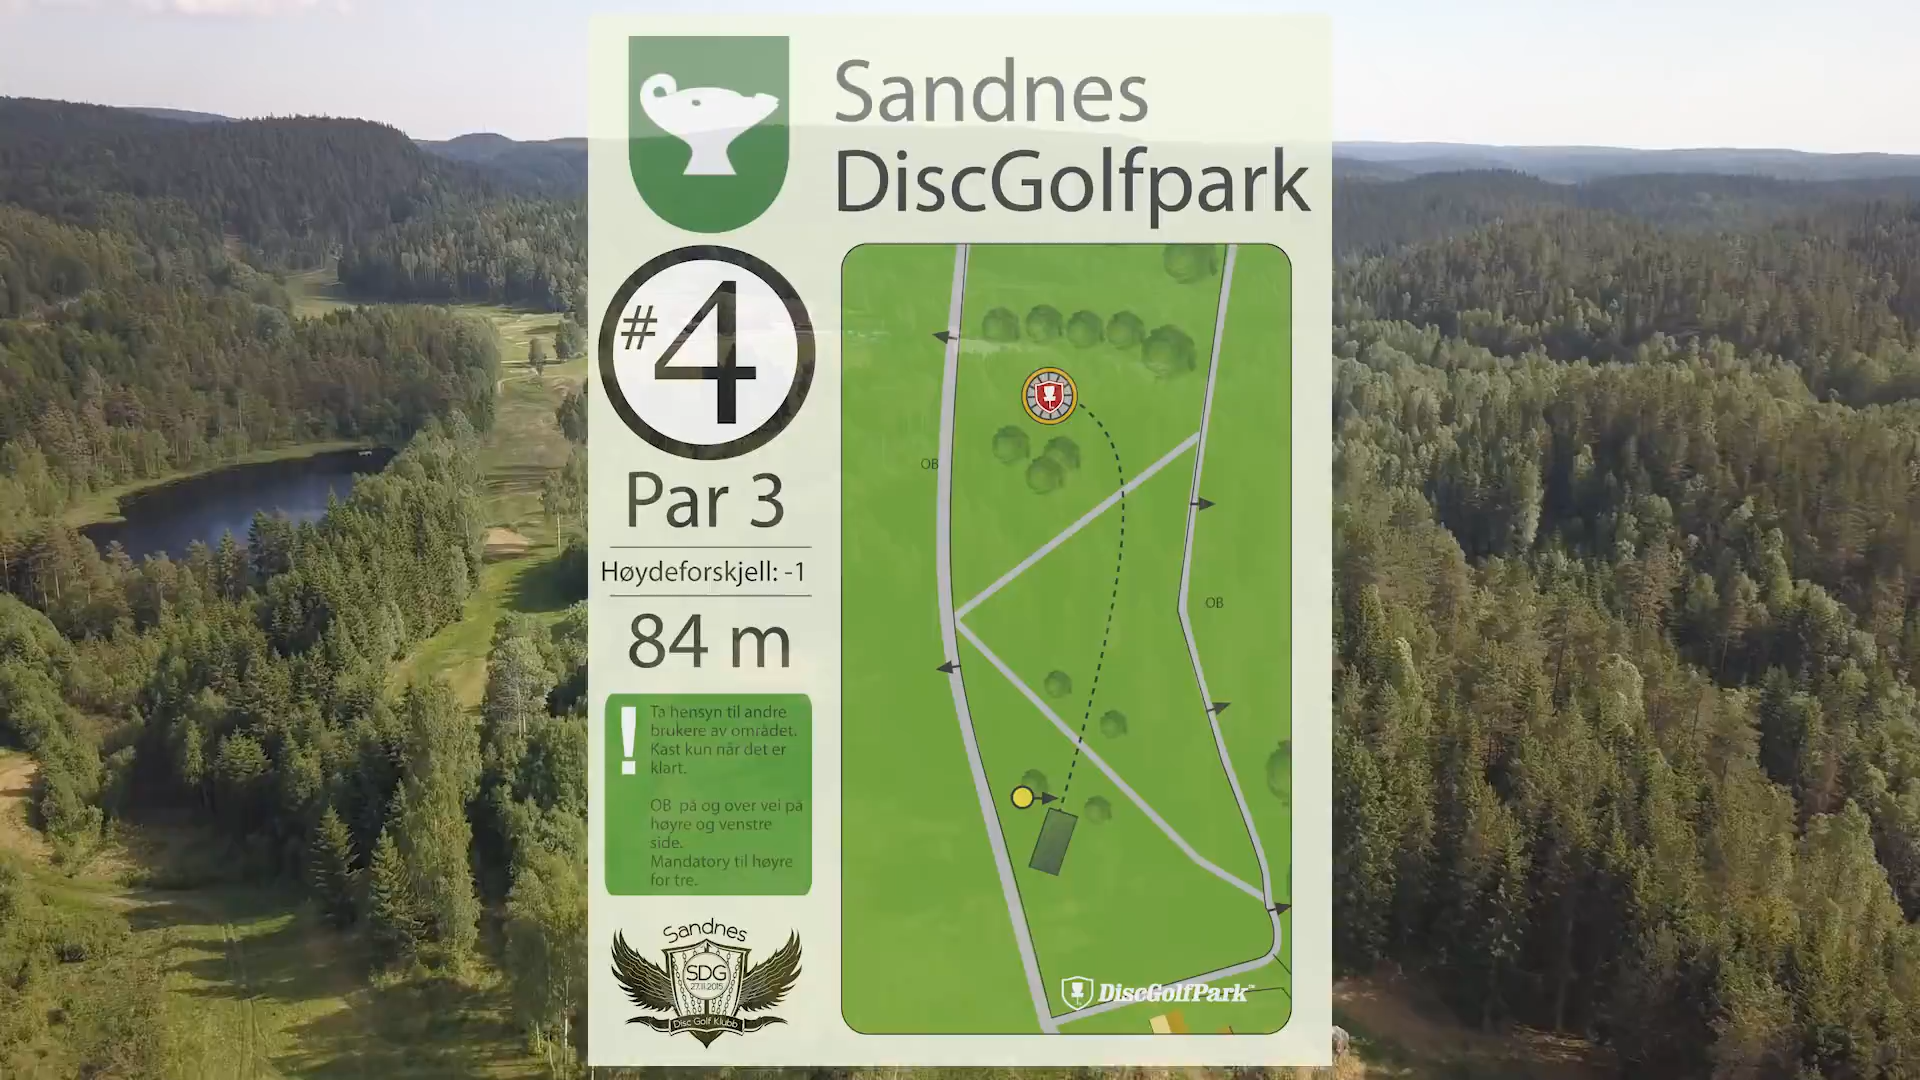 Sandnes
DiscGolfpark
#4
Par 3
Høydeforskjell: -1
84 m
!
Ta hensyn til andre
brukere av området.
Kast kun når det er
klart.
OB på og over vei på
høyre og venstre
side.
Mandatory til høyre
for tre.
Sandnes
SDG
27.11.2015
Disc Golf Klubb
OB
OB
DiscGolfPark™